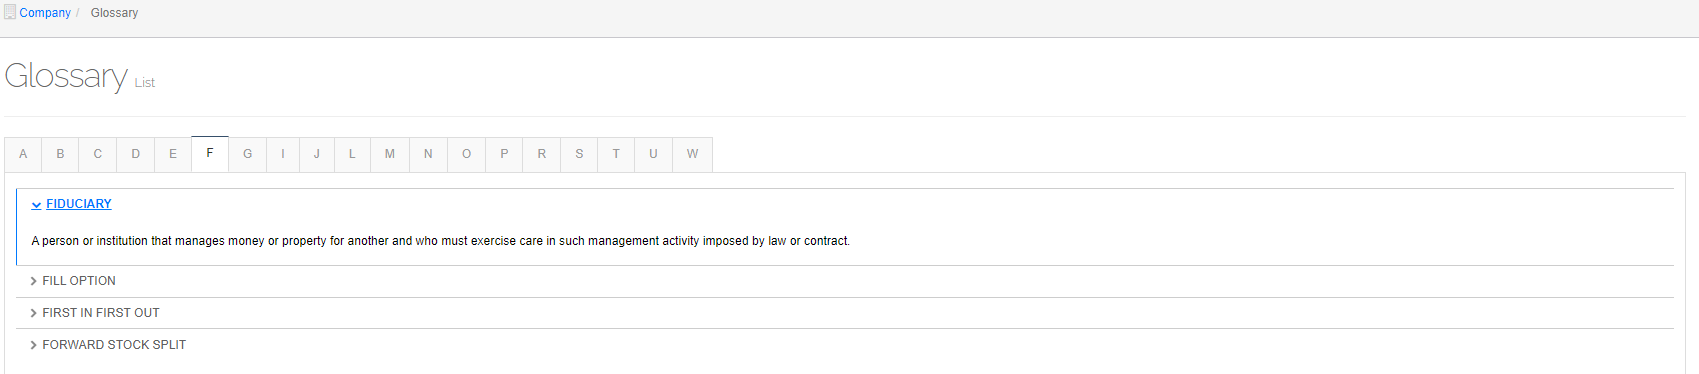 Company / Glossary
Glossary List
A B C D E F G I J L M N O P R S T U W
FIDUCIARY
A person or institution that manages money or property for another and who must exercise care in such management activity imposed by law or contract.
FILL OPTION
FIRST IN FIRST OUT
FORWARD STOCK SPLIT